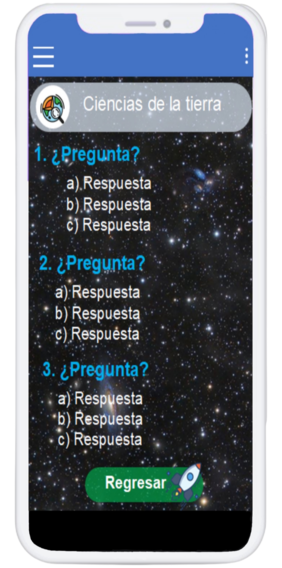 Ciencias de la tierra
1. ¿Pregunta?
a) Respuesta
b) Respuesta
c) Respuesta
2. ¿Pregunta?
a) Respuesta
b) Respuesta
c) Respuesta
3. ¿Pregunta?
a) Respuesta
b) Respuesta
c) Respuesta
Regresar